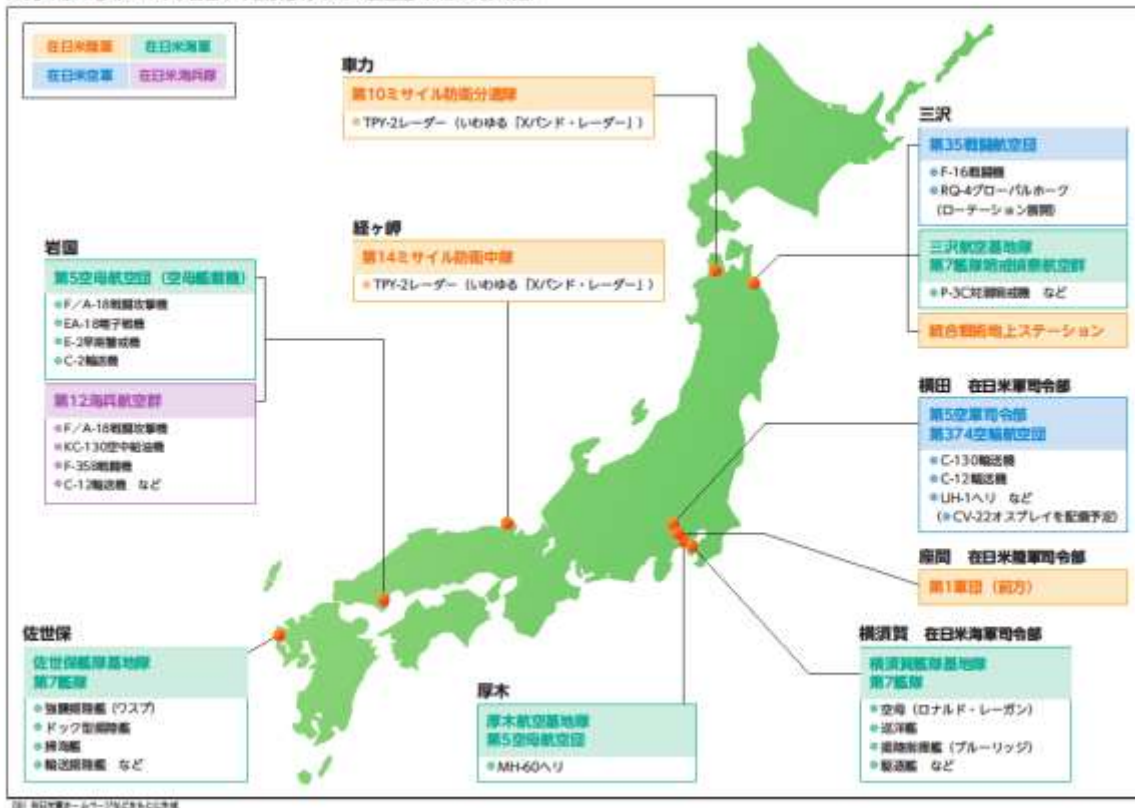 在日米陸軍
在日米海軍
在日米空軍
在日米海兵隊
車力
第10ミサイル防衛分遣隊
TPY-2レーダー（いわゆる「Xバンド・レーダー」）
経ヶ岬
第14ミサイル防衛中隊
TPY-2レーダー（いわゆる「Xバンド・レーダー」）
三沢
第35戦闘航空団
F-16戦闘機
RQ-4グローバルホーク
（ローテーション展開）
三沢航空基地隊
第7艦隊哨戒偵察航空群
P-3C対潜哨戒機 など
統合戦術地上ステーション
岩国
第5空母航空団（空母艦載機）
F／A-18戦闘攻撃機
EA-18電子戦機
E-2早期警戒機
C-2輸送機
第12海兵航空群
F／A-18戦闘攻撃機
KC-130空中給油機
F-35B戦闘機
C-12輸送機 など
横田 在日米軍司令部
第5空軍司令部
第374空輸航空団
C-130輸送機
C-12輸送機
UH-1ヘリ など
（CV-22オスプレイを配備予定）
座間 在日米陸軍司令部
第1軍団（前方）
佐世保
佐世保艦隊基地隊
第7艦隊
強襲揚陸艦（ワスプ）
ドック型揚陸艦
掃海艦
輸送揚陸艦 など
厚木
厚木航空基地隊
第5空母航空団
MH-60ヘリ
横須賀 在日米海軍司令部
横須賀艦隊基地隊
第7艦隊
空母（ロナルド・レーガン）
巡洋艦
揚陸指揮艦（ブルーリッジ）
駆逐艦 など